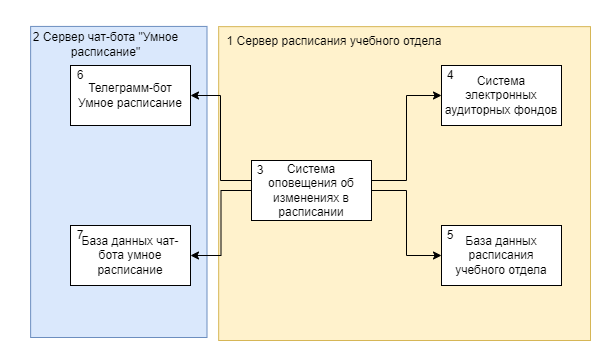 2 Сервер чат-бота "Умное
расписание"
1 Сервер расписания учебного отдела
6
Телеграмм-бот
Умное расписание
4
Система
электронных
аудиторных фондов
3
Система
оповещения об
изменениях в
расписании
7
База данных чат-
бота умное
расписание
5
База данных
расписания
учебного отдела